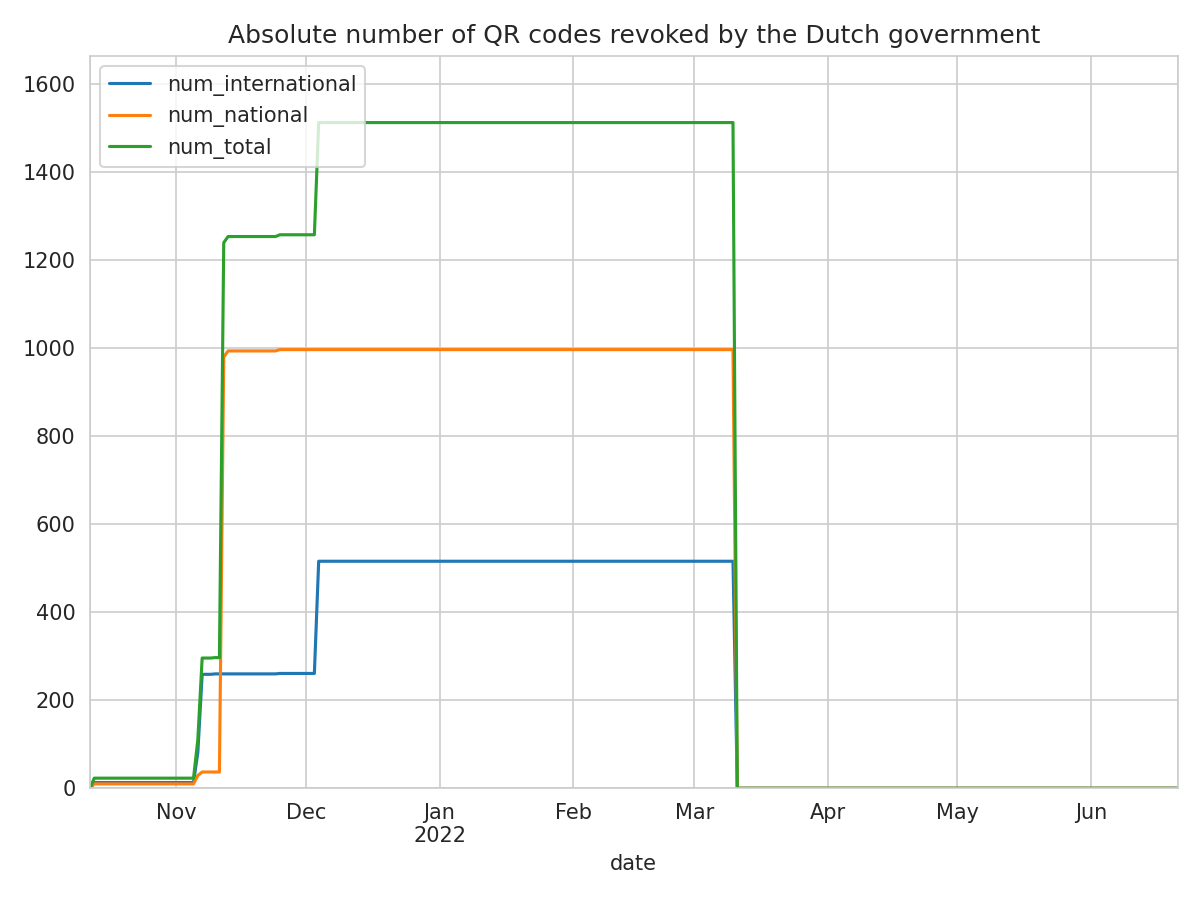 Absolute number of QR codes revoked by the Dutch government
num_international
num_national
num_total
1600
1400
1200
1000
800
600
400
200
0
Nov Dec Jan Feb Mar Apr May Jun
2022
date